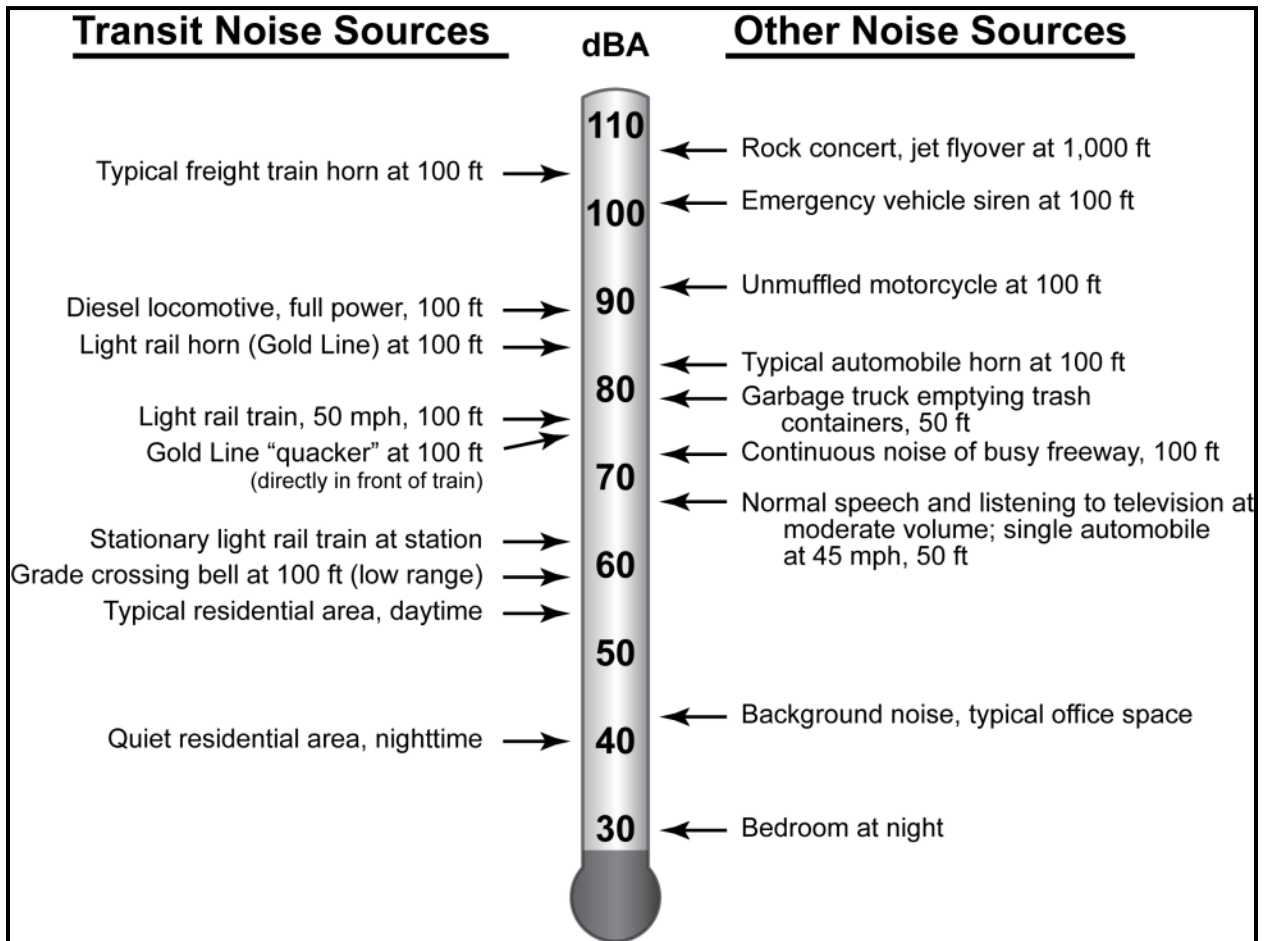 Transit Noise Sources
dBA
Other Noise Sources
110
Rock concert, jet flyover at 1,000 ft
Typical freight train horn at 100 ft
Emergency vehicle siren at 100 ft
100
Unmuffled motorcycle at 100 ft
90
Diesel locomotive, full power, 100 ft
Light rail horn (Gold Line) at 100 ft
Typical automobile horn at 100 ft
80
Garbage truck emptying trash
containers, 50 ft
Light rail train, 50 mph, 100 ft
Gold Line “quacker” at 100 ft
(directly in front of train)
Continuous noise of busy freeway, 100 ft
70
Normal speech and listening to television at
moderate volume; single automobile
at 45 mph, 50 ft
Stationary light rail train at station
60
Grade crossing bell at 100 ft (low range)
Typical residential area, daytime
50
Background noise, typical office space
Quiet residential area, nighttime
40
30
Bedroom at night